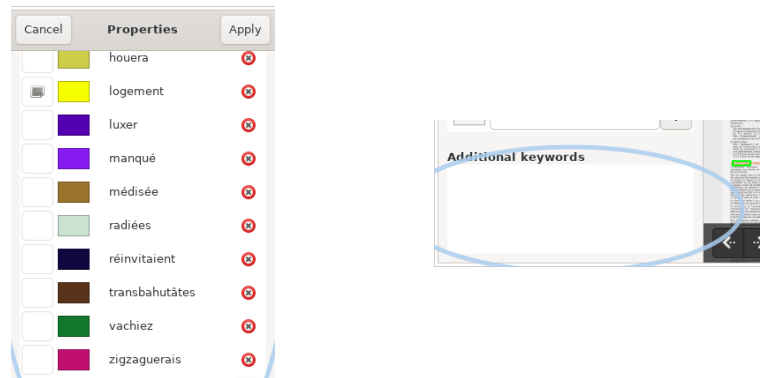 Cancel Properties Apply
houera
logement
luxer
manqué
médisée
radiées
réinvitaient
transbahutâtes
vachiez
zigzaguerais
Additional keywords